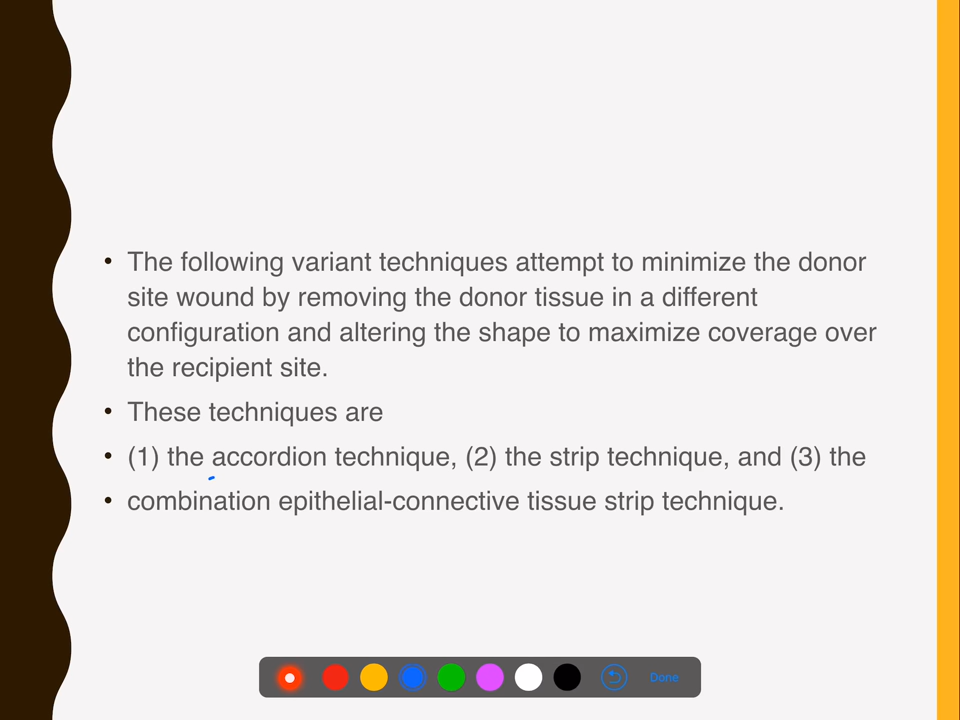 • The following variant techniques attempt to minimize the donor
site wound by removing the donor tissue in a different
configuration and altering the shape to maximize coverage over
the recipient site.
• These techniques are
• (1) the accordion technique, (2) the strip technique, and (3) the
• combination epithelial-connective tissue strip technique.
Done